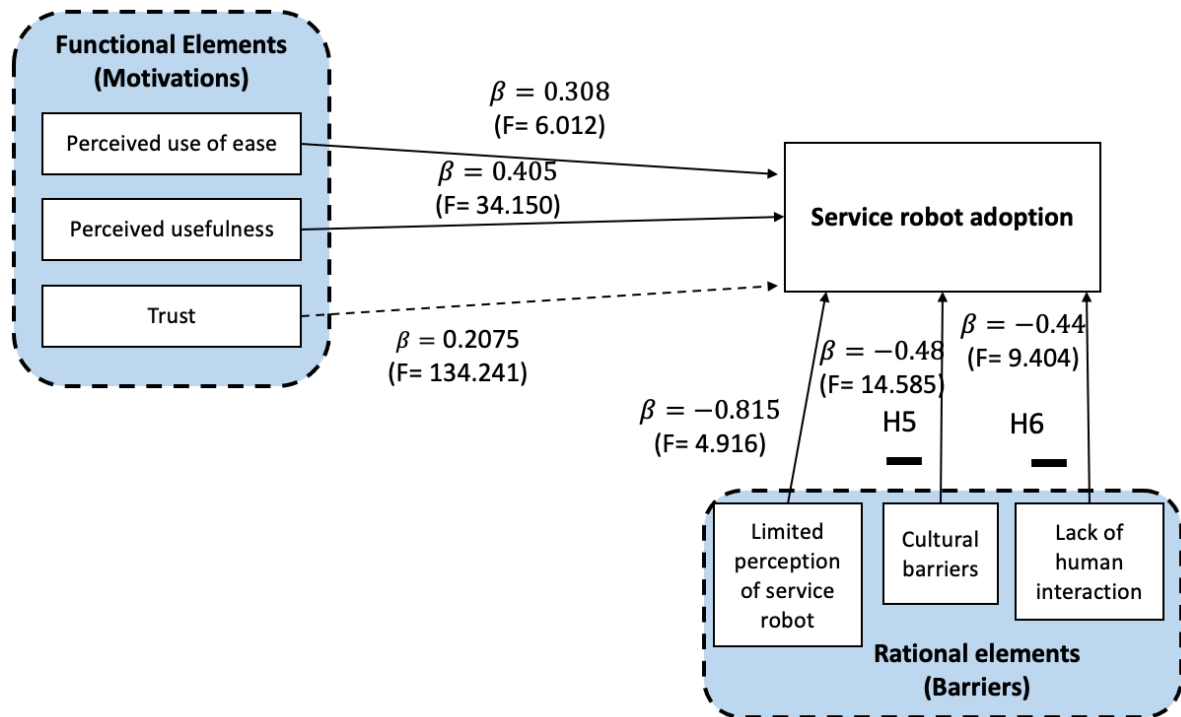 Functional Elements
(Motivations)
Perceived use of ease
Perceived usefulness
Trust
β = 0.308
(F= 6.012)
β = 0.405
(F= 34.150)
β = 0.2075
(F= 134.241)
Service robot adoption
β = −0.815
(F= 4.916)
β = −0.48
(F= 14.585)
H5
β = −0.44
(F= 9.404)
H6
Limited
perception
of service
robot
Cultural
barriers
Lack of
human
interaction
Rational elements
(Barriers)